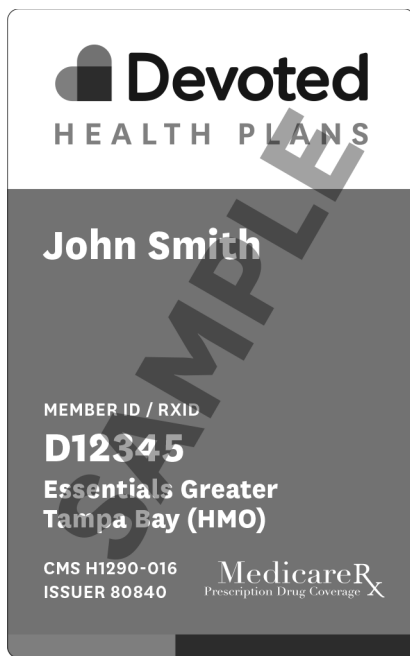 Devoted
HEALTH PLANS
John Smith
MEMBER ID / RXID
D12345
Essentials Greater
Tampa Bay (HMO)
CMS H1290-016
ISSUER 80840
MedicareRx
Prescription Drug Coverage
SAMPLE